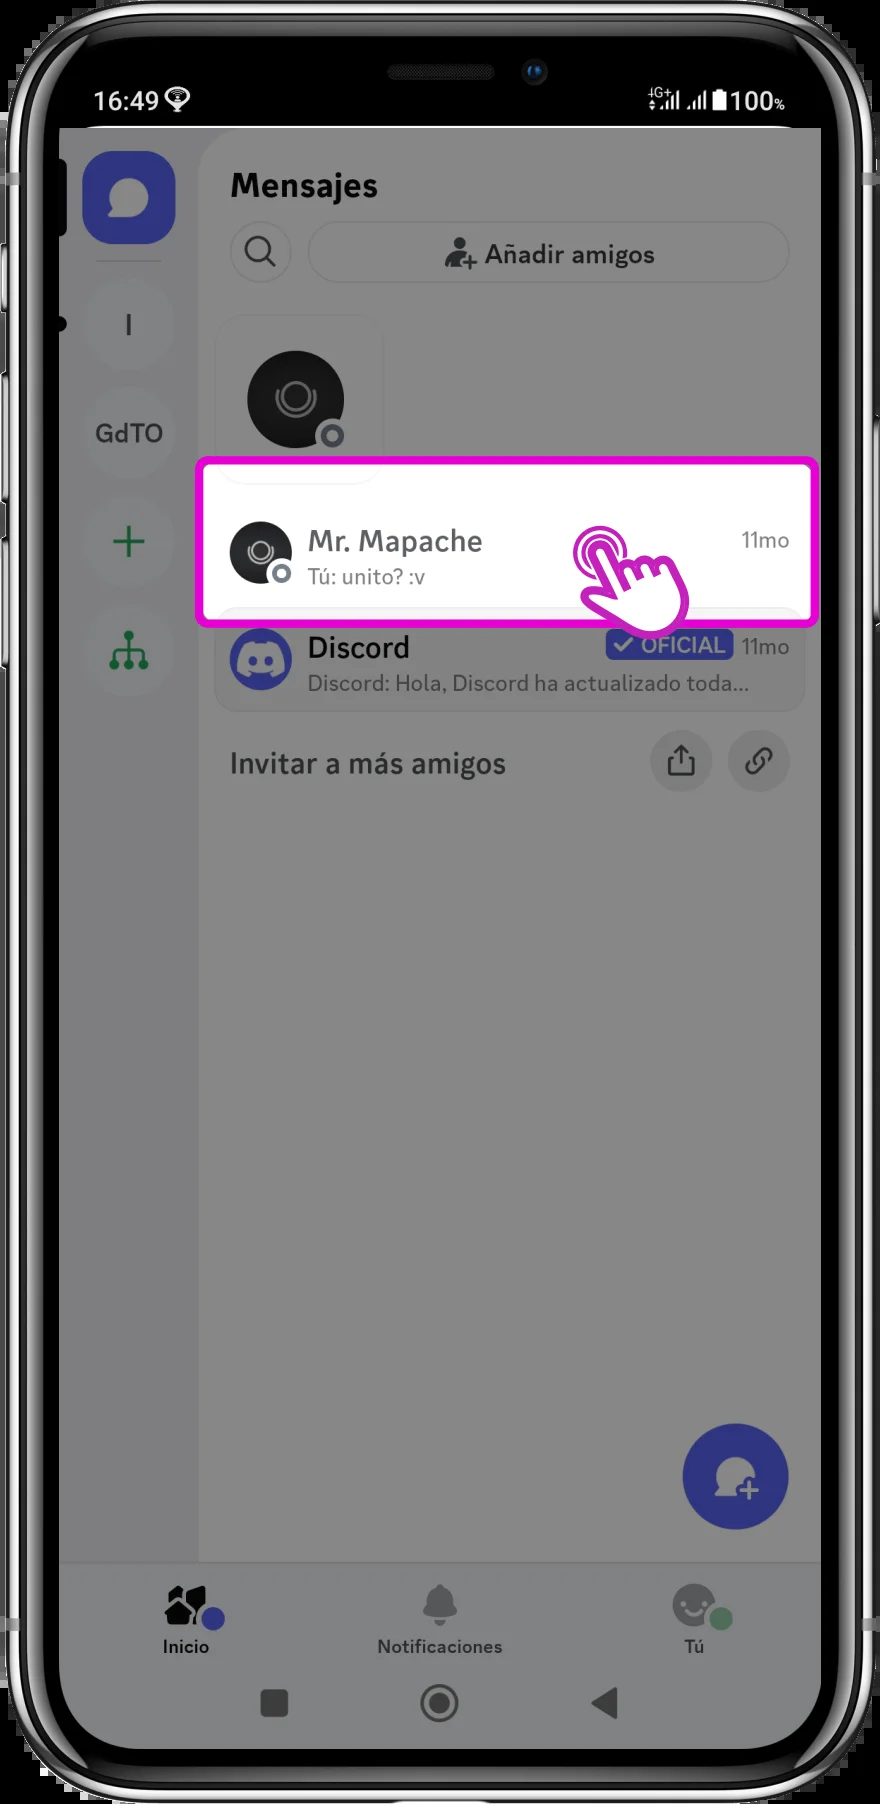 16:49 4G+ 100%
Mensajes
Añadir amigos
I
GdTO
Mr. Mapache 11mo
Tú: unito? :v
Discord OFICIAL 11mo
Discord: Hola, Discord ha actualizado toda...
Invitar a más amigos
Inicio Notificaciones Tú